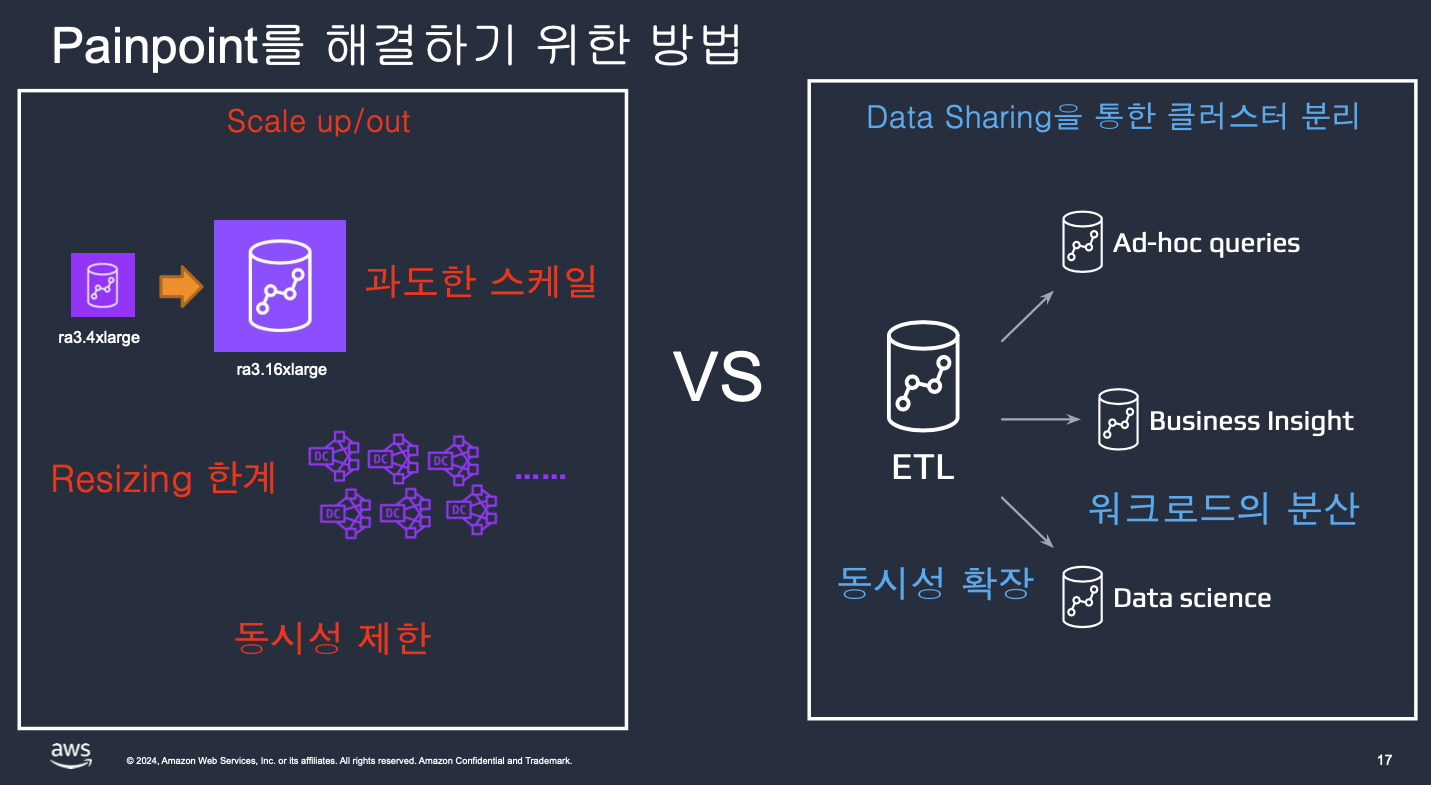 Painpoint를 해결하기 위한 방법
Scale up/out
과도한 스케일
ra3.4xlarge
ra3.16xlarge
Resizing 한계
DC DC DC ......
DC DC DC
동시성 제한
VS
Data Sharing을 통한 클러스터 분리
Ad-hoc queries
Business Insight
ETL
워크로드의 분산
동시성 확장
Data science
aws
© 2024, Amazon Web Services, Inc. or its affiliates. All rights reserved. Amazon Confidential and Trademark.
17